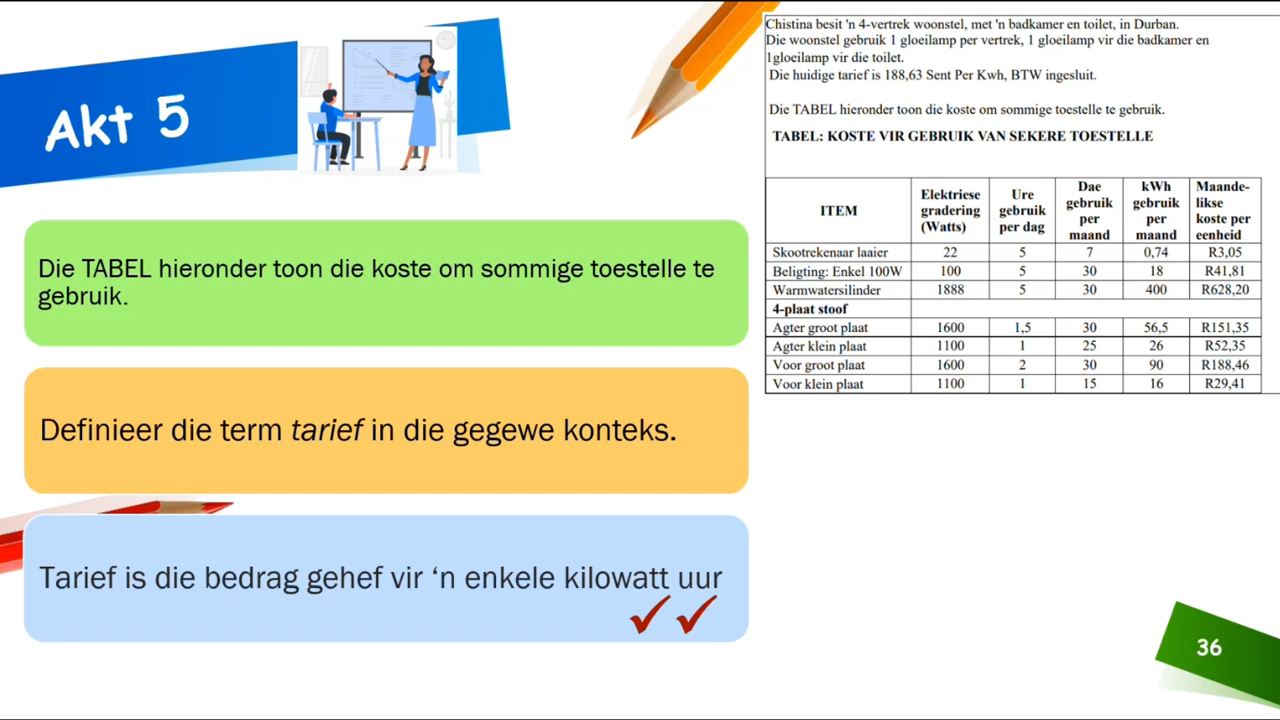 Akt 5
Die TABEL hieronder toon die koste om sommige toestelle te
gebruik.
Definieer die term tarief in die gegewe konteks.
Tarief is die bedrag gehef vir ‘n enkele kilowatt uur
Chistina besit 'n 4-vertrek woonstel, met 'n badkamer en toilet, in Durban.
Die woonstel gebruik 1 gloeilamp per vertrek, 1 gloeilamp vir die badkamer en
1gloeilamp vir die toilet.
Die huidige tarief is 188,63 Sent Per Kwh, BTW ingesluit.
Die TABEL hieronder toon die koste om sommige toestelle te gebruik.
TABEL: KOSTE VIR GEBRUIK VAN SEKERE TOESTELLE
ITEM Elektriese gradering (Watts) Ure gebruik per dag Dae gebruik per maand kWh gebruik per maand Maande-likse koste per eenheid
Skootrekenaar laaier 22 5 7 0,74 R3,05
Beligting: Enkel 100W 100 5 30 18 R41,81
Warmwatersilinder 1888 5 30 400 R628,20
4-plaat stoof
Agter groot plaat 1600 1,5 30 56,5 R151,35
Agter klein plaat 1100 1 25 26 R52,35
Voor groot plaat 1600 2 30 90 R188,46
Voor klein plaat 1100 1 15 16 R29,41
36